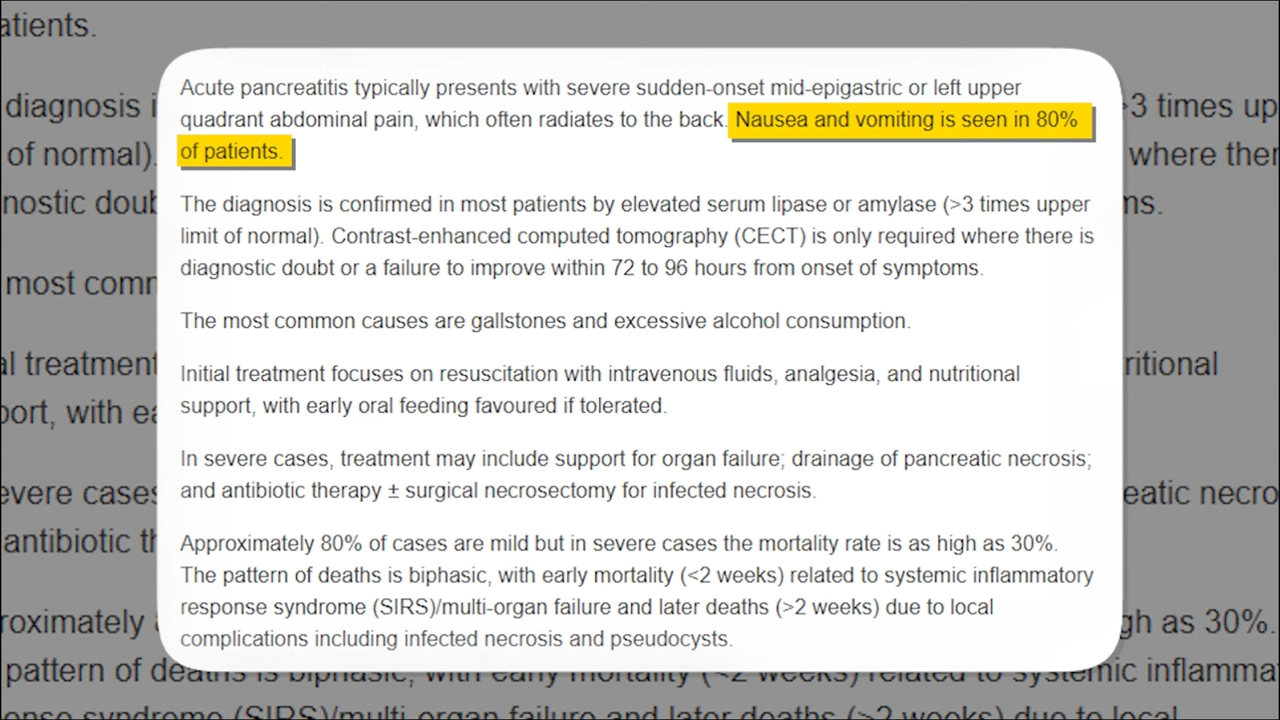 Acute pancreatitis typically presents with severe sudden-onset mid-epigastric or left upper
quadrant abdominal pain, which often radiates to the back. Nausea and vomiting is seen in 80%
of patients.
The diagnosis is confirmed in most patients by elevated serum lipase or amylase (>3 times upper
limit of normal). Contrast-enhanced computed tomography (CECT) is only required where there is
diagnostic doubt or a failure to improve within 72 to 96 hours from onset of symptoms.
The most common causes are gallstones and excessive alcohol consumption.
Initial treatment focuses on resuscitation with intravenous fluids, analgesia, and nutritional
support, with early oral feeding favoured if tolerated.
In severe cases, treatment may include support for organ failure; drainage of pancreatic necrosis;
and antibiotic therapy ± surgical necrosectomy for infected necrosis.
Approximately 80% of cases are mild but in severe cases the mortality rate is as high as 30%.
The pattern of deaths is biphasic, with early mortality (<2 weeks) related to systemic inflammatory
response syndrome (SIRS)/multi-organ failure and later deaths (>2 weeks) due to local
complications including infected necrosis and pseudocysts.